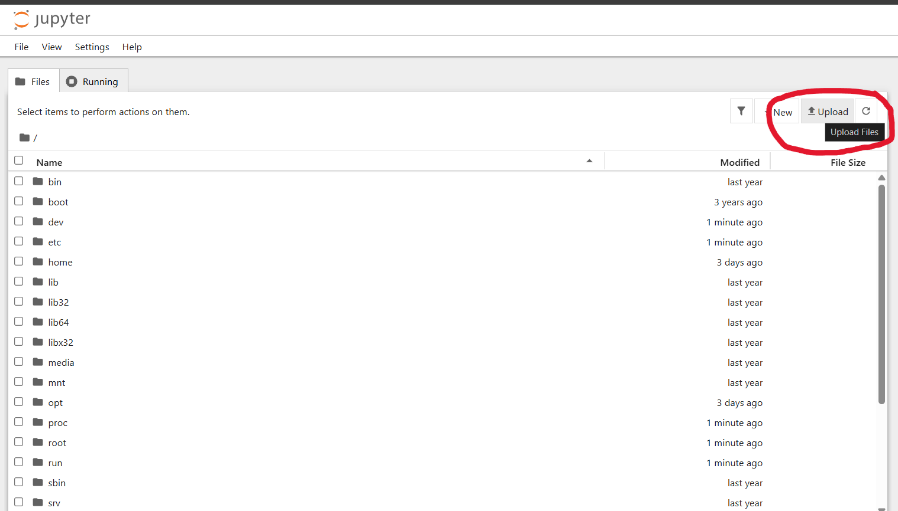 jupyter
File View Settings Help
Files Running
Select items to perform actions on them.
New Upload
Upload Files
/
Name Modified File Size
bin last year
boot 3 years ago
dev 1 minute ago
etc 1 minute ago
home 3 days ago
lib last year
lib32 last year
lib64 last year
libx32 last year
media last year
mnt last year
opt 3 days ago
proc 1 minute ago
root 1 minute ago
run 1 minute ago
sbin last year
srv last year